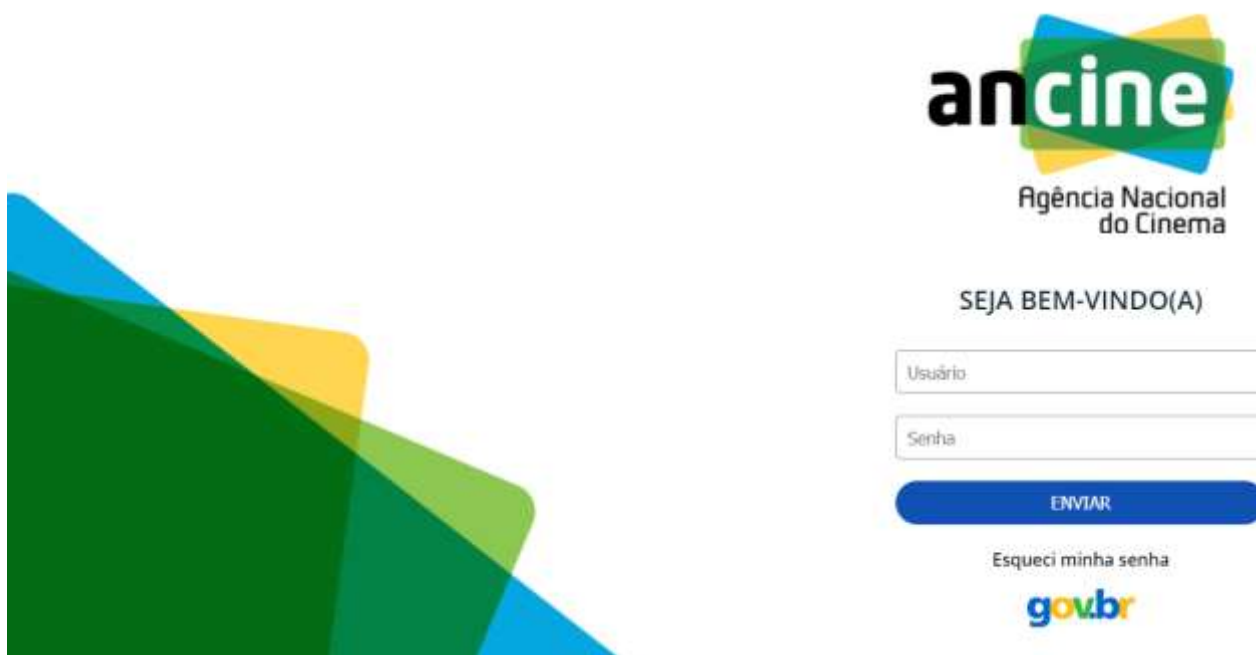 ancine
Agência Nacional
do Cinema
SEJA BEM-VINDO(A)
Usuário
Senha
ENVIAR
Esqueci minha senha
gov.br